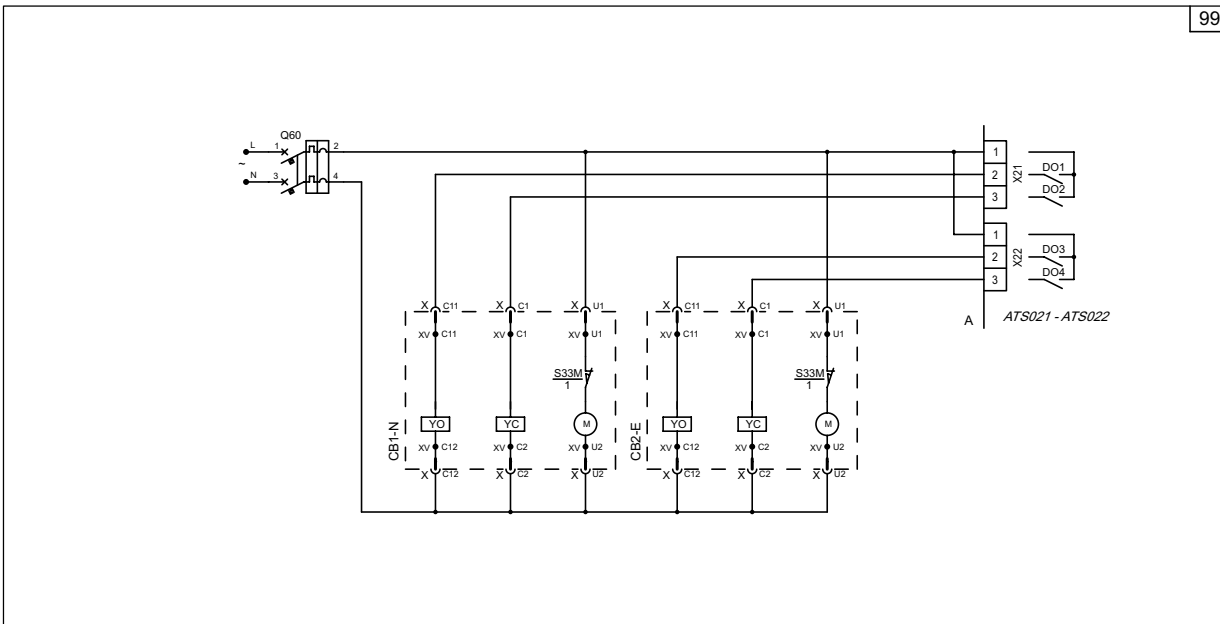 99
Q60
L 1 2
~
N 3 4
1
2 DO1
X21
3 DO2
1
2 DO3
X22
3 DO4
A ATS021 - ATS022
X C11 X C1 X U1 X C11 X C1 X U1
XV C11 XV C1 XV U1 XV C11 XV C1 XV U1
S33M S33M
1 1
YO YC M YO YC M
CB1-N CB2-E
XV C12 XV C2 XV U2 XV C12 XV C2 XV U2
X C12 X C2 X U2 X C12 X C2 X U2